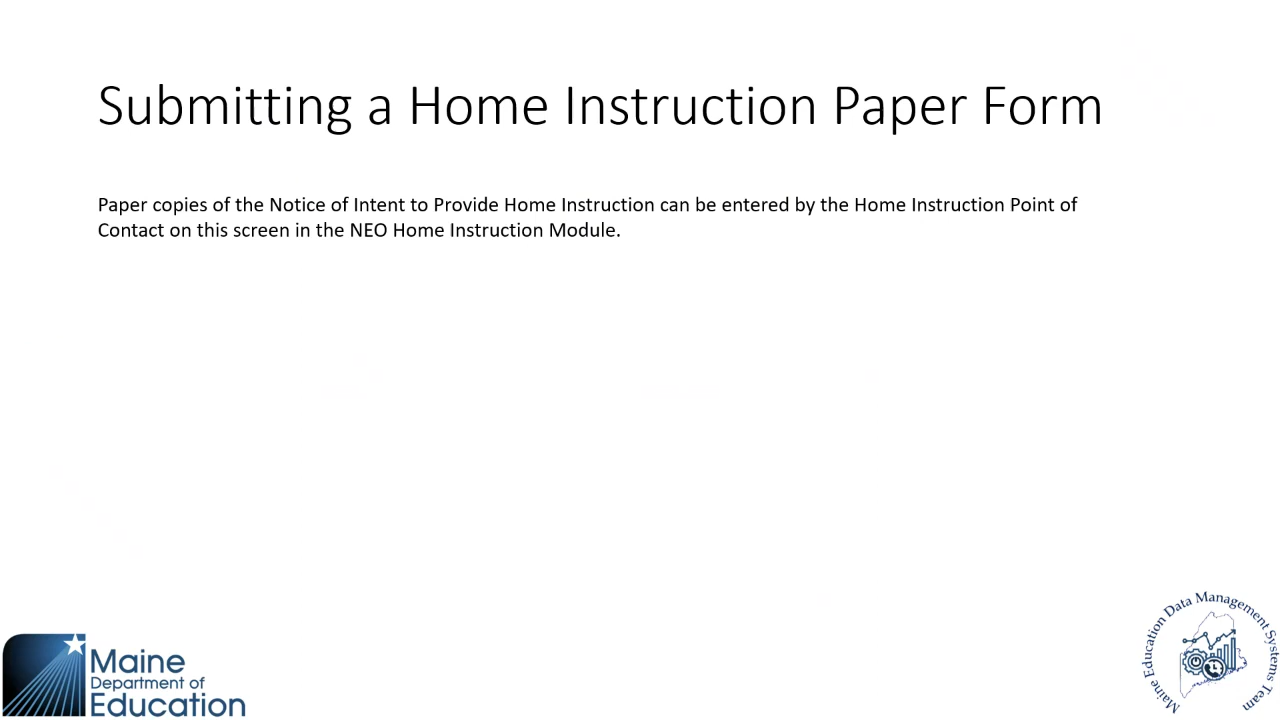 Submitting a Home Instruction Paper Form
Paper copies of the Notice of Intent to Provide Home Instruction can be entered by the Home Instruction Point of
Contact on this screen in the NEO Home Instruction Module.
Maine
Department of
Education
Maine Education Data Management Systems Team